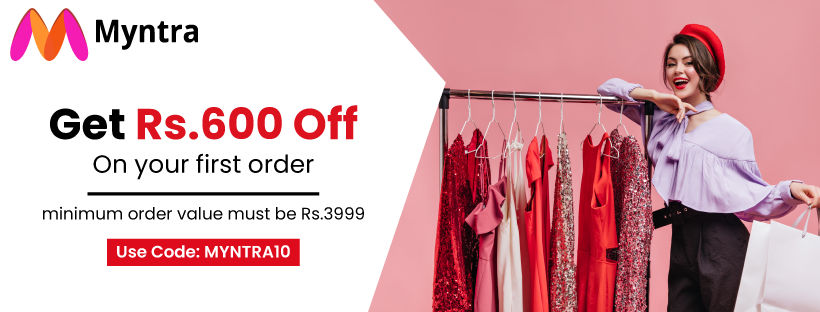 Myntra
Get Rs.600 Off
On your first order
minimum order value must be Rs.3999
Use Code: MYNTRA10